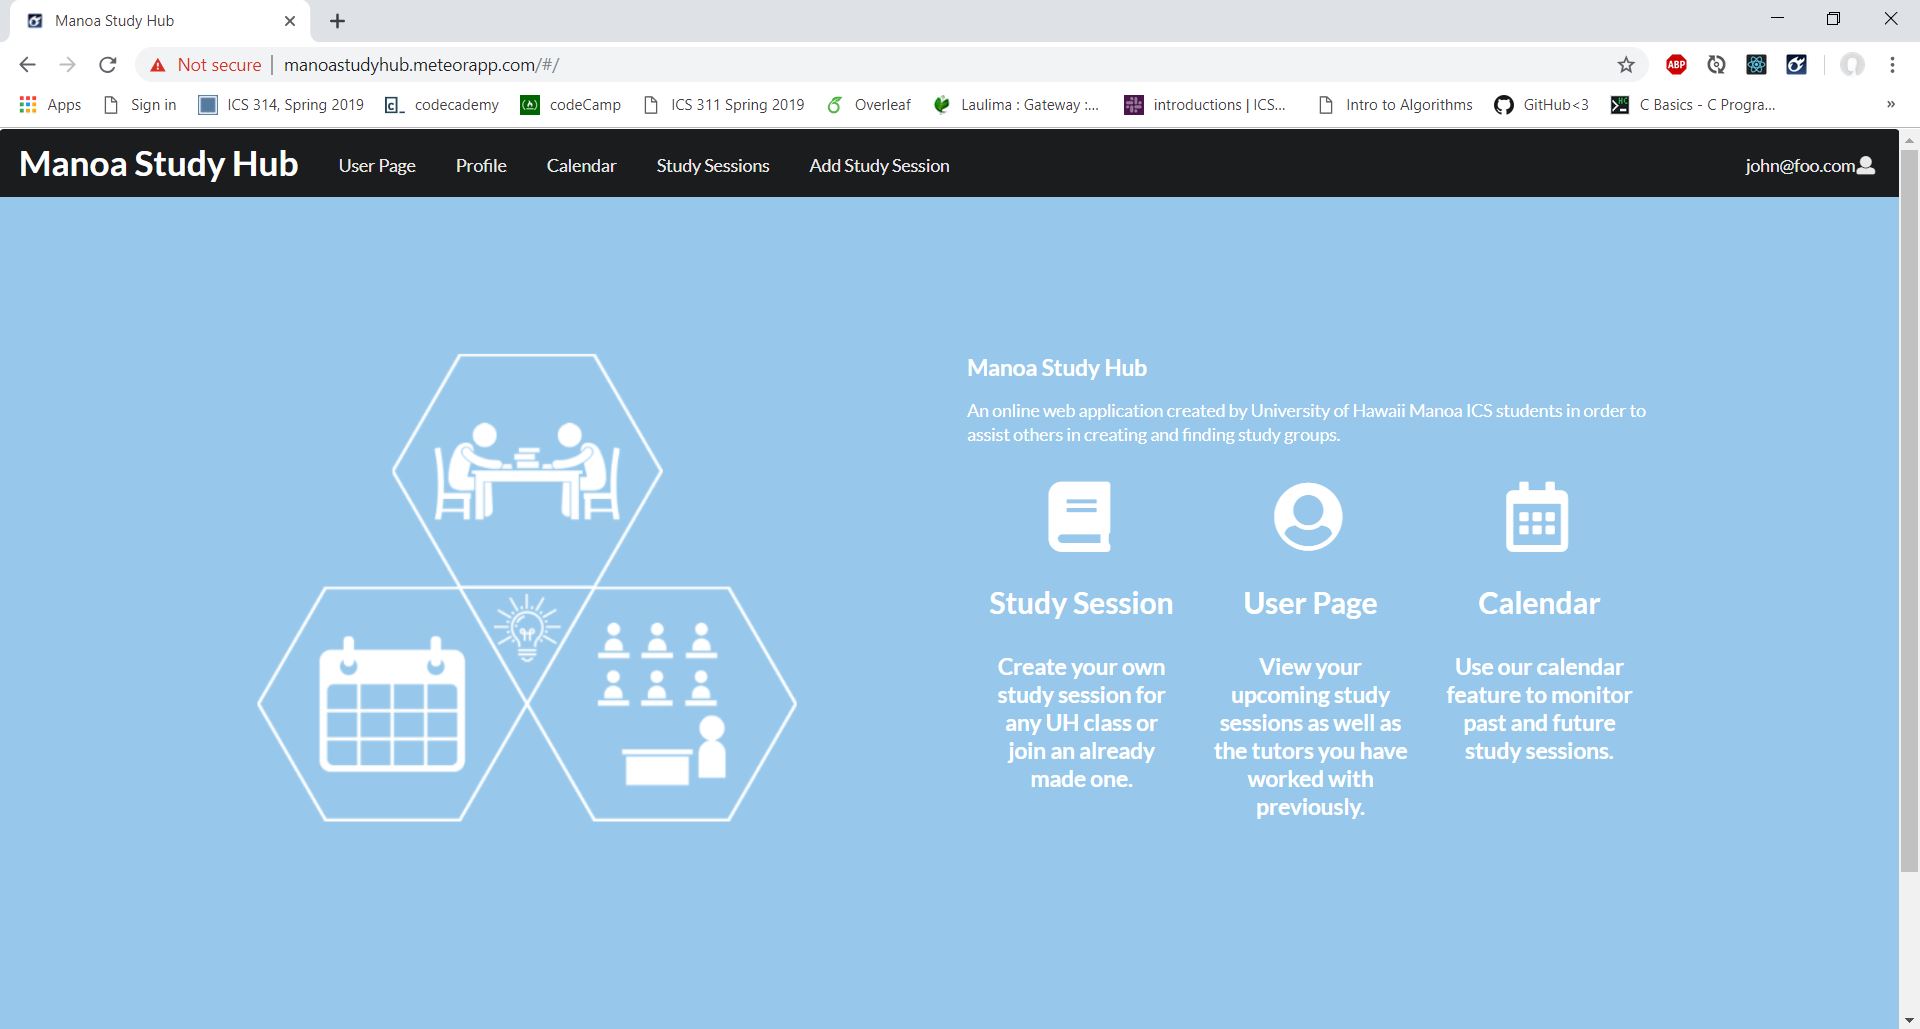 Manoa Study Hub
Not secure | manoastudyhub.meteorapp.com/#/
ABP
Apps Sign in ICS 314, Spring 2019 codecademy codeCamp ICS 311 Spring 2019 Overleaf Laulima : Gateway :... introductions | ICS... Intro to Algorithms GitHub<3 C Basics - C Progra... »
Manoa Study Hub User Page Profile Calendar Study Sessions Add Study Session john@foo.com
Manoa Study Hub
An online web application created by University of Hawaii Manoa ICS students in order to
assist others in creating and finding study groups.
Study Session
Create your own
study session for
any UH class or
join an already
made one.
User Page
View your
upcoming study
sessions as well as
the tutors you have
worked with
previously.
Calendar
Use our calendar
feature to monitor
past and future
study sessions.